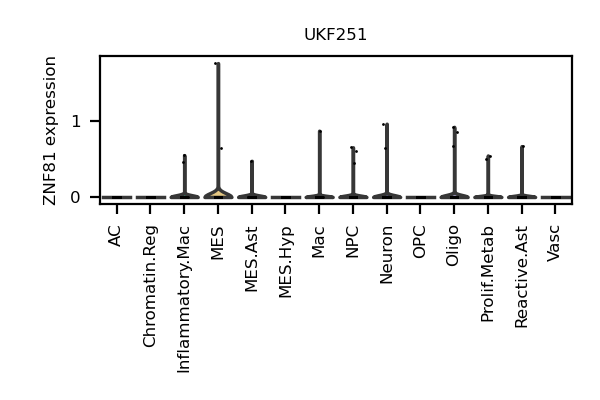 UKF251
ZNF81 expression
1
0
AC
Chromatin.Reg
Inflammatory.Mac
MES
MES.Ast
MES.Hyp
Mac
NPC
Neuron
OPC
Oligo
Prolif.Metab
Reactive.Ast
Vasc